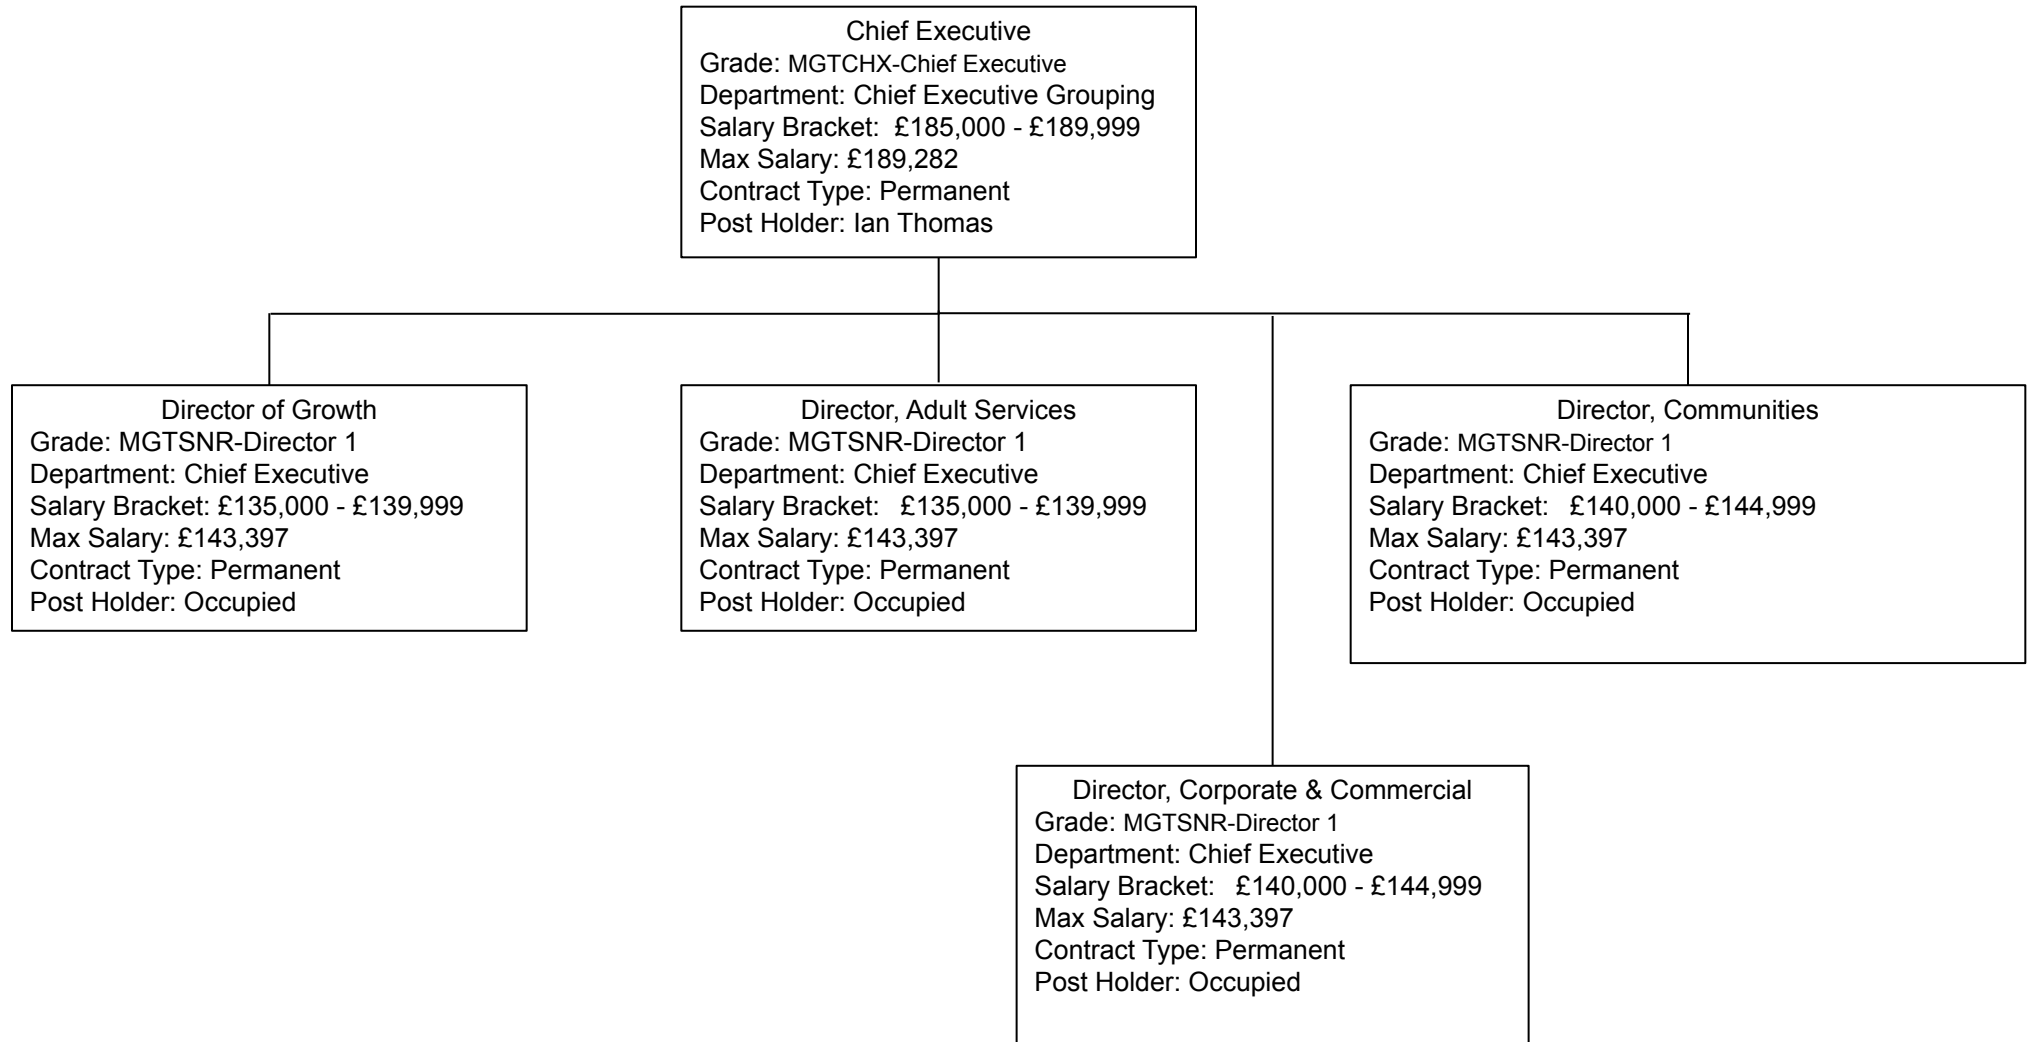 Chief Executive
Grade: MGTCHX-Chief Executive
Department: Chief Executive Grouping
Salary Bracket:  £185,000 - £189,999
Max Salary: £189,282
Contract Type: Permanent
Post Holder: Ian Thomas
Director of Growth
Grade: MGTSNR-Director 1
Department: Chief Executive
Salary Bracket: £135,000 - £139,999
Max Salary: £143,397
Contract Type: Permanent
Post Holder: Occupied
Director, Adult Services
Grade: MGTSNR-Director 1
Department: Chief Executive
Salary Bracket:   £135,000 - £139,999
Max Salary: £143,397
Contract Type: Permanent
Post Holder: Occupied
Director, Communities
Grade: MGTSNR-Director 1
Department: Chief Executive
Salary Bracket:   £140,000 - £144,999
Max Salary: £143,397
Contract Type: Permanent
Post Holder: Occupied
Director, Corporate & Commercial
Grade: MGTSNR-Director 1
Department: Chief Executive
Salary Bracket:   £140,000 - £144,999
Max Salary: £143,397
Contract Type: Permanent
Post Holder: Occupied